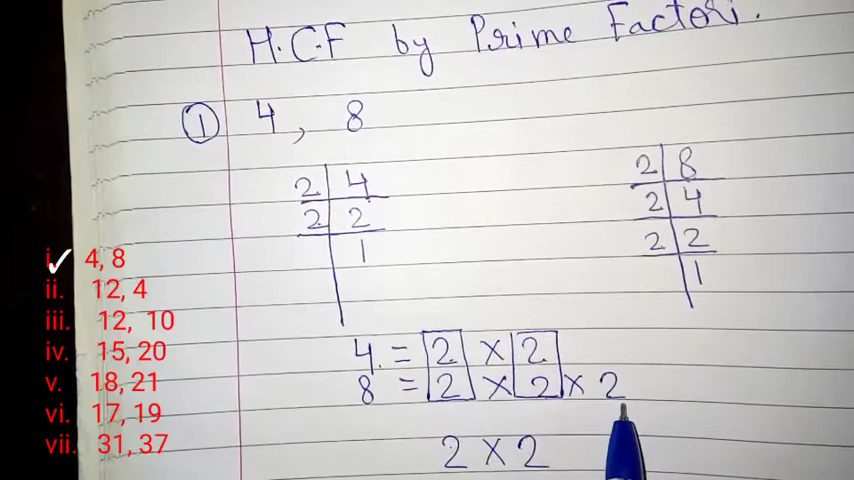 H.C.F by Prime Factori.
1 4, 8
2 4
2 2
1
2 8
2 4
2 2
1
i. 4, 8
ii. 12, 4
iii. 12, 10
iv. 15, 20
v. 18, 21
vi. 17, 19
vii. 31, 37
4 = 2 × 2
8 = 2 × 2 × 2
2 × 2